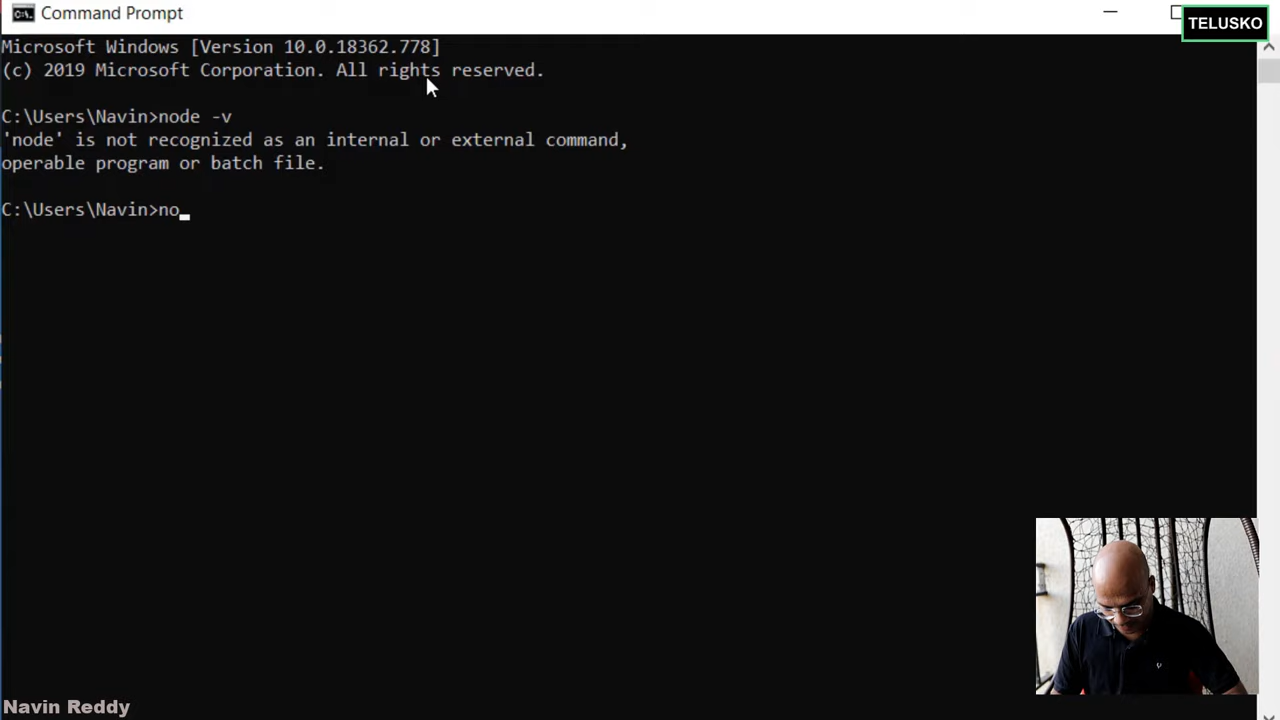 Command Prompt
TELUSKO
Microsoft Windows [Version 10.0.18362.778]
(c) 2019 Microsoft Corporation. All rights reserved.
C:\Users\Navin>node -v
'node' is not recognized as an internal or external command,
operable program or batch file.
C:\Users\Navin>no_
Navin Reddy